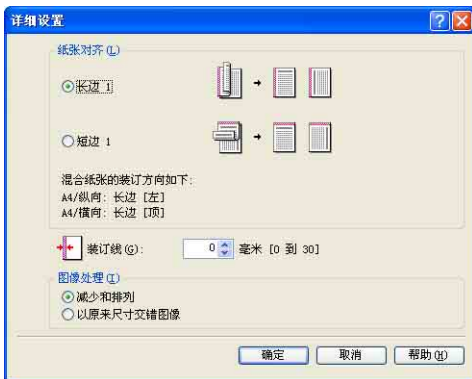 详细设置
纸张对齐(L)
长边 1
短边 1
混合纸张的装订方向如下:
A4/纵向: 长边 [左]
A4/横向: 长边 [顶]
装订线(G): 0 毫米 [0 到 30]
图像处理(I)
减少和排列
以原来尺寸交错图像
确定 取消 帮助(H)